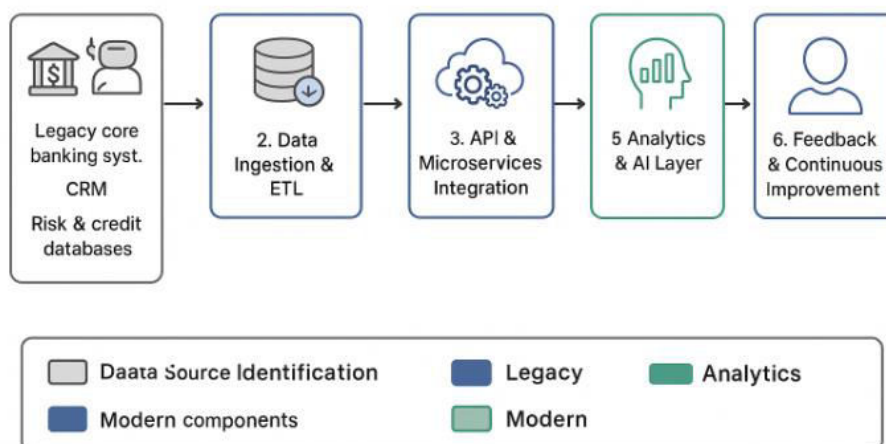 $
Legacy core
banking syst.
CRM
Risk & credit
databases
2. Data
Ingestion &
ETL
3. API &
Microservices
Integration
5 Analytics
& AI Layer
6. Feedback
& Continuous
Improvement
Daata Source Identification
Legacy
Analytics
Modern components
Modern